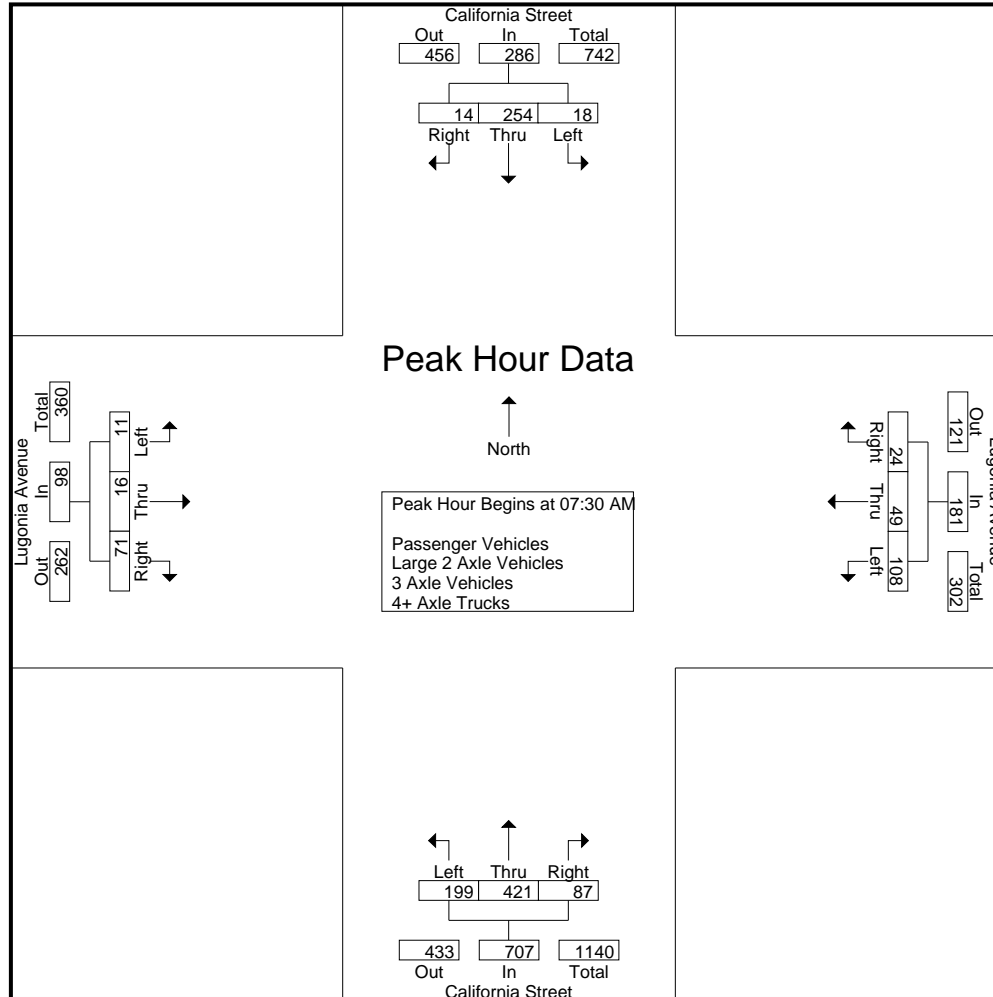 California Street
Out In Total
456 286 742
14 254 18
Right Thru Left
Peak Hour Data
North
Peak Hour Begins at 07:30 AM
Passenger Vehicles
Large 2 Axle Vehicles
3 Axle Vehicles
4+ Axle Trucks
Lugonia Avenue
Out In Total
262 98 360
71 16 11
Right Thru Left
Lugonia Avenue
Out In Total
121 181 302
24 49 108
Right Thru Left
Left Thru Right
199 421 87
433 707 1140
Out In Total
California Street